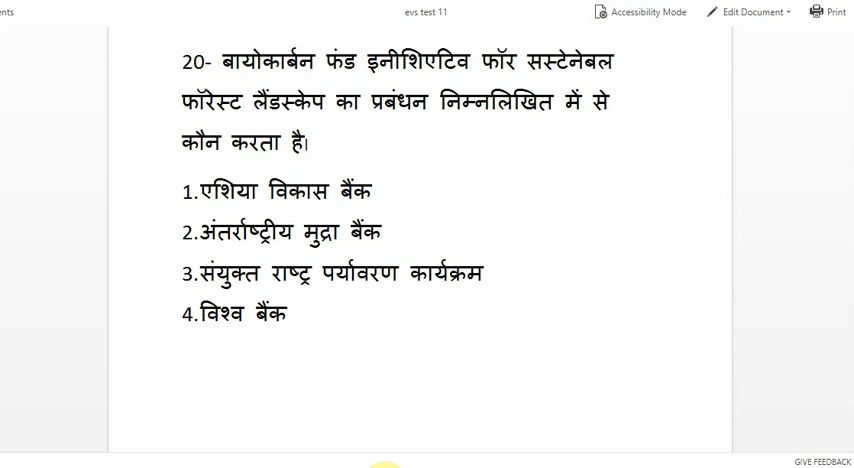 ents
evs test 11
Accessibility Mode
Edit Document
Print
20- बायोकार्बन फंड इनीशिएटिव फॉर सस्टेनेबल
फॉरेस्ट लैंडस्केप का प्रबंधन निम्नलिखित में से
कौन करता है।
1.एशिया विकास बैंक
2.अंतर्राष्ट्रीय मुद्रा बैंक
3.संयुक्त राष्ट्र पर्यावरण कार्यक्रम
4.विश्व बैंक
GIVE FEEDBACK